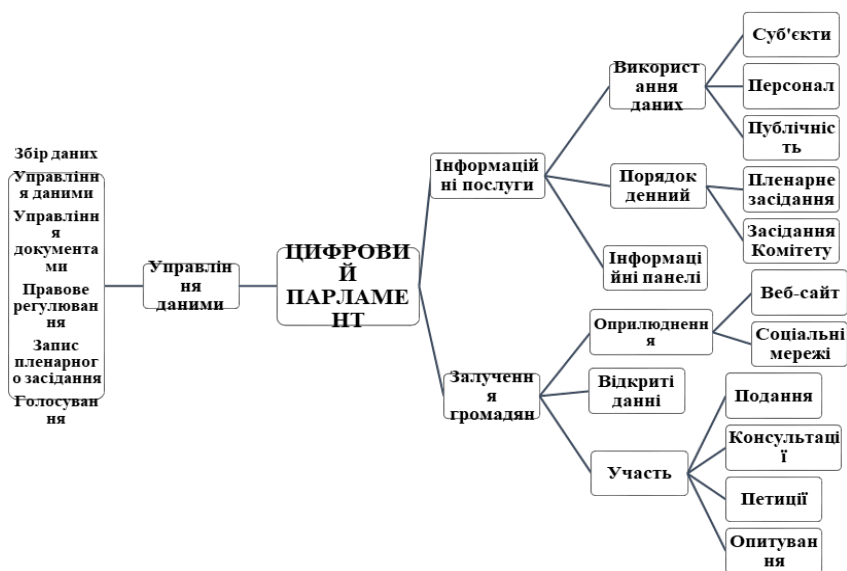 Збір даних
Управлінн
я даними
Управлінн
я
документа
ми
Правове
регулюван
ня
Запис
пленарног
о засідання
Голосуван
ня
Управлін
ня
даними
ЦИФРОВИ
Й
ПАРЛАМЕ
НТ
Інформацій
ні послуги
Використ
ання
даних
Суб'єкти
Персонал
Публічніс
ть
Порядок
денний
Пленарне
засідання
Засідання
Комітету
Інформаці
йні панелі
Залученн
я
громадян
Оприлюдненн
я
Веб-сайт
Соціальні
мережі
Відкриті
данні
Участь
Подання
Консультаці
ї
Петиції
Опитуван
ня